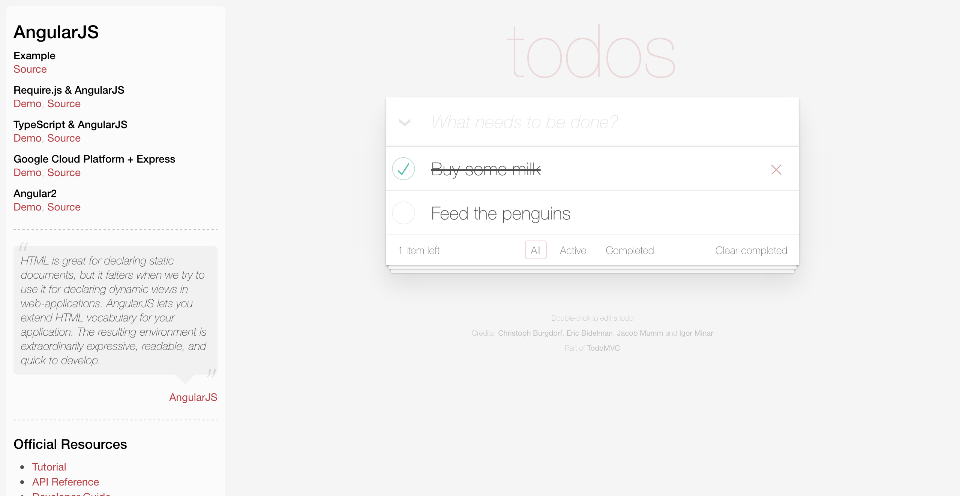 AngularJS
Example
Source
Require.js & AngularJS
Demo, Source
TypeScript & AngularJS
Demo, Source
Google Cloud Platform + Express
Demo, Source
Angular2
Demo, Source
“
HTML is great for declaring static
documents, but it falters when we try to
use it for declaring dynamic views in
web-applications. AngularJS lets you
extend HTML vocabulary for your
application. The resulting environment is
extraordinarily expressive, readable, and
quick to develop.
”
AngularJS
Official Resources
Tutorial
API Reference
Developer Guide
todos
What needs to be done?
Buy some milk
Feed the penguins
1 item left All Active Completed Clear completed
Double-click to edit a todo
Credits: Christoph Burgdorf, Eric Bidelman, Jacob Mumm and Igor Minar
Part of TodoMVC